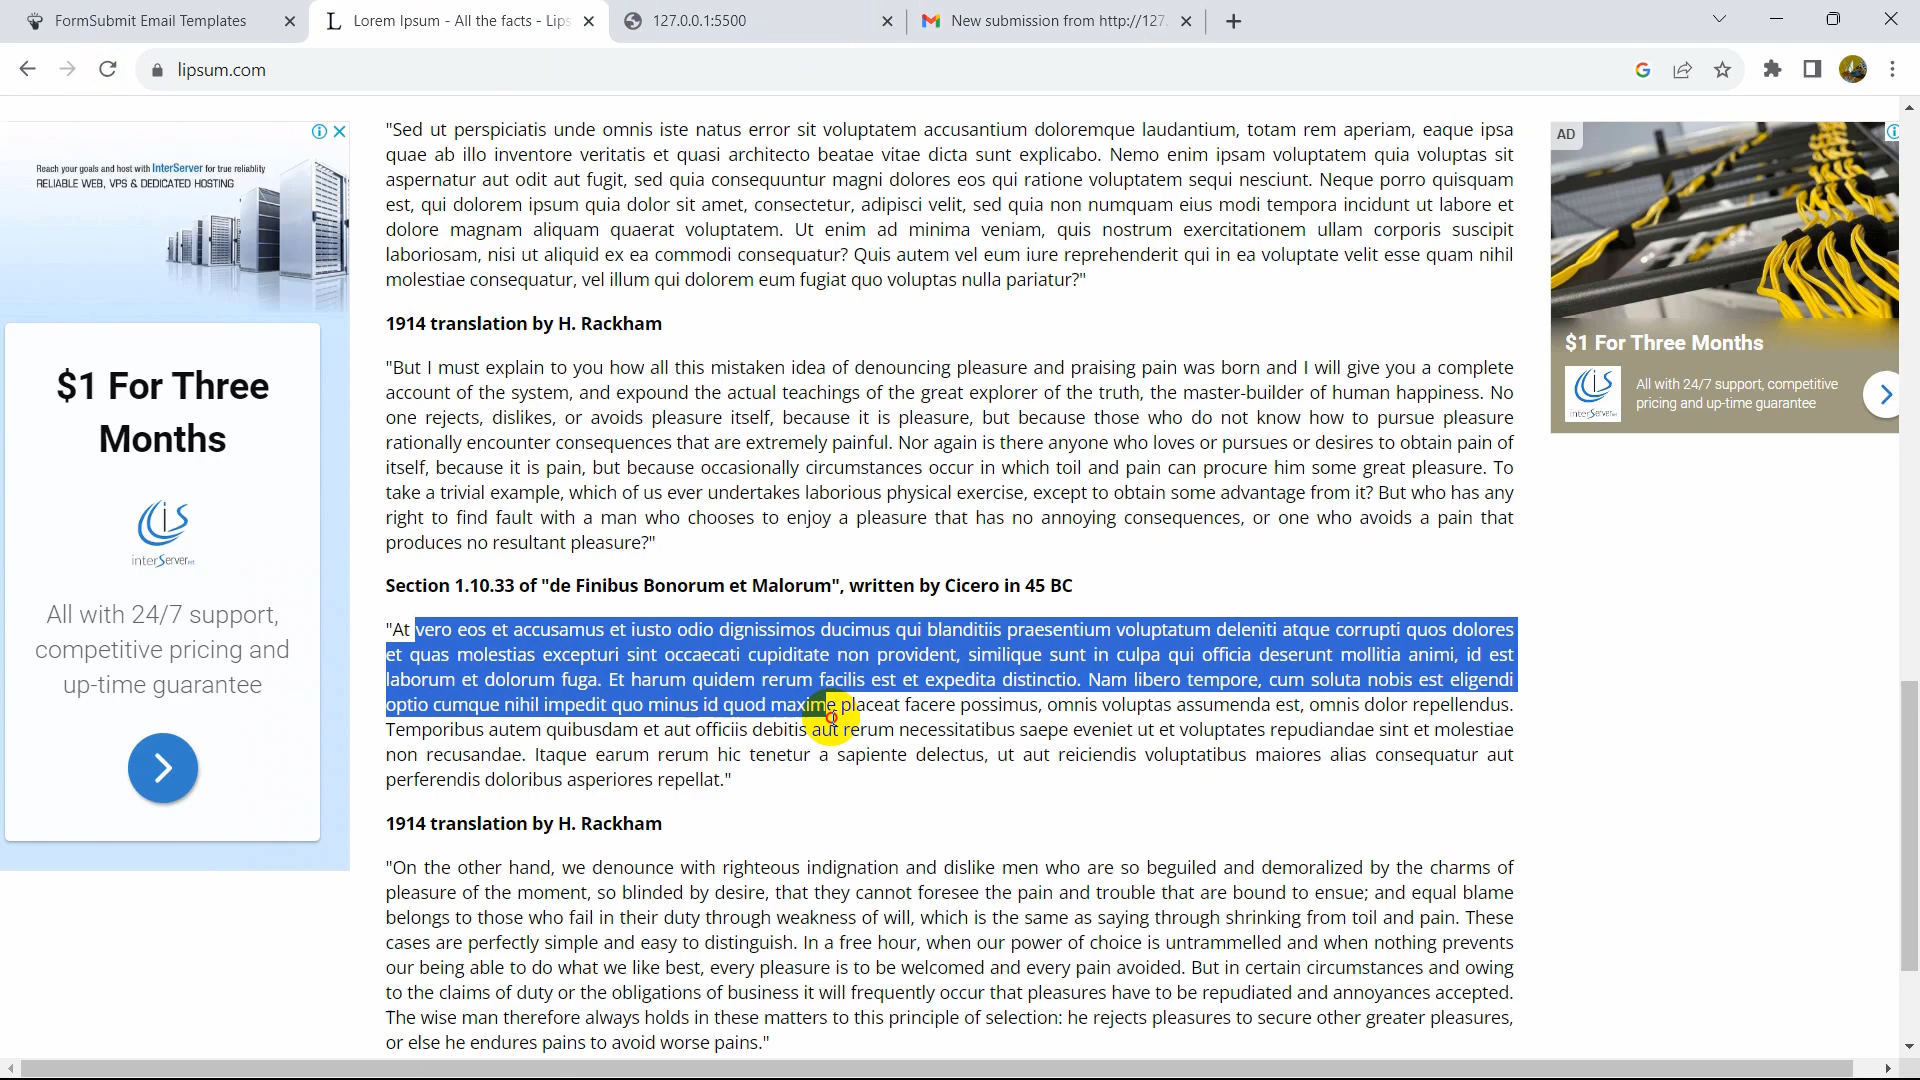 FormSubmit Email Templates
Lorem Ipsum - All the facts - Lips
127.0.0.1:5500
New submission from http://127.
lipsum.com
Reach your goals and host with InterServer for true reliablity
RELIABLE WEB, VPS & DEDICATED HOSTING
$1 For Three
Months
interServer.net
All with 24/7 support,
competitive pricing and
up-time guarantee
"Sed ut perspiciatis unde omnis iste natus error sit voluptatem accusantium doloremque laudantium, totam rem aperiam, eaque ipsa
quae ab illo inventore veritatis et quasi architecto beatae vitae dicta sunt explicabo. Nemo enim ipsam voluptatem quia voluptas sit
aspernatur aut odit aut fugit, sed quia consequuntur magni dolores eos qui ratione voluptatem sequi nesciunt. Neque porro quisquam
est, qui dolorem ipsum quia dolor sit amet, consectetur, adipisci velit, sed quia non numquam eius modi tempora incidunt ut labore et
dolore magnam aliquam quaerat voluptatem. Ut enim ad minima veniam, quis nostrum exercitationem ullam corporis suscipit
laboriosam, nisi ut aliquid ex ea commodi consequatur? Quis autem vel eum iure reprehenderit qui in ea voluptate velit esse quam nihil
molestiae consequatur, vel illum qui dolorem eum fugiat quo voluptas nulla pariatur?"
1914 translation by H. Rackham
"But I must explain to you how all this mistaken idea of denouncing pleasure and praising pain was born and I will give you a complete
account of the system, and expound the actual teachings of the great explorer of the truth, the master-builder of human happiness. No
one rejects, dislikes, or avoids pleasure itself, because it is pleasure, but because those who do not know how to pursue pleasure
rationally encounter consequences that are extremely painful. Nor again is there anyone who loves or pursues or desires to obtain pain of
itself, because it is pain, but because occasionally circumstances occur in which toil and pain can procure him some great pleasure. To
take a trivial example, which of us ever undertakes laborious physical exercise, except to obtain some advantage from it? But who has any
right to find fault with a man who chooses to enjoy a pleasure that has no annoying consequences, or one who avoids a pain that
produces no resultant pleasure?"
Section 1.10.33 of "de Finibus Bonorum et Malorum", written by Cicero in 45 BC
"At vero eos et accusamus et iusto odio dignissimos ducimus qui blanditiis praesentium voluptatum deleniti atque corrupti quos dolores
et quas molestias excepturi sint occaecati cupiditate non provident, similique sunt in culpa qui officia deserunt mollitia animi, id est
laborum et dolorum fuga. Et harum quidem rerum facilis est et expedita distinctio. Nam libero tempore, cum soluta nobis est eligendi
optio cumque nihil impedit quo minus id quod maxime placeat facere possimus, omnis voluptas assumenda est, omnis dolor repellendus.
Temporibus autem quibusdam et aut officiis debitis aut rerum necessitatibus saepe eveniet ut et voluptates repudiandae sint et molestiae
non recusandae. Itaque earum rerum hic tenetur a sapiente delectus, ut aut reiciendis voluptatibus maiores alias consequatur aut
perferendis doloribus asperiores repellat."
1914 translation by H. Rackham
"On the other hand, we denounce with righteous indignation and dislike men who are so beguiled and demoralized by the charms of
pleasure of the moment, so blinded by desire, that they cannot foresee the pain and trouble that are bound to ensue; and equal blame
belongs to those who fail in their duty through weakness of will, which is the same as saying through shrinking from toil and pain. These
cases are perfectly simple and easy to distinguish. In a free hour, when our power of choice is untrammelled and when nothing prevents
our being able to do what we like best, every pleasure is to be welcomed and every pain avoided. But in certain circumstances and owing
to the claims of duty or the obligations of business it will frequently occur that pleasures have to be repudiated and annoyances accepted.
The wise man therefore always holds in these matters to this principle of selection: he rejects pleasures to secure other greater pleasures,
or else he endures pains to avoid worse pains."
AD
$1 For Three Months
All with 24/7 support, competitive
pricing and up-time guarantee
interServer.net